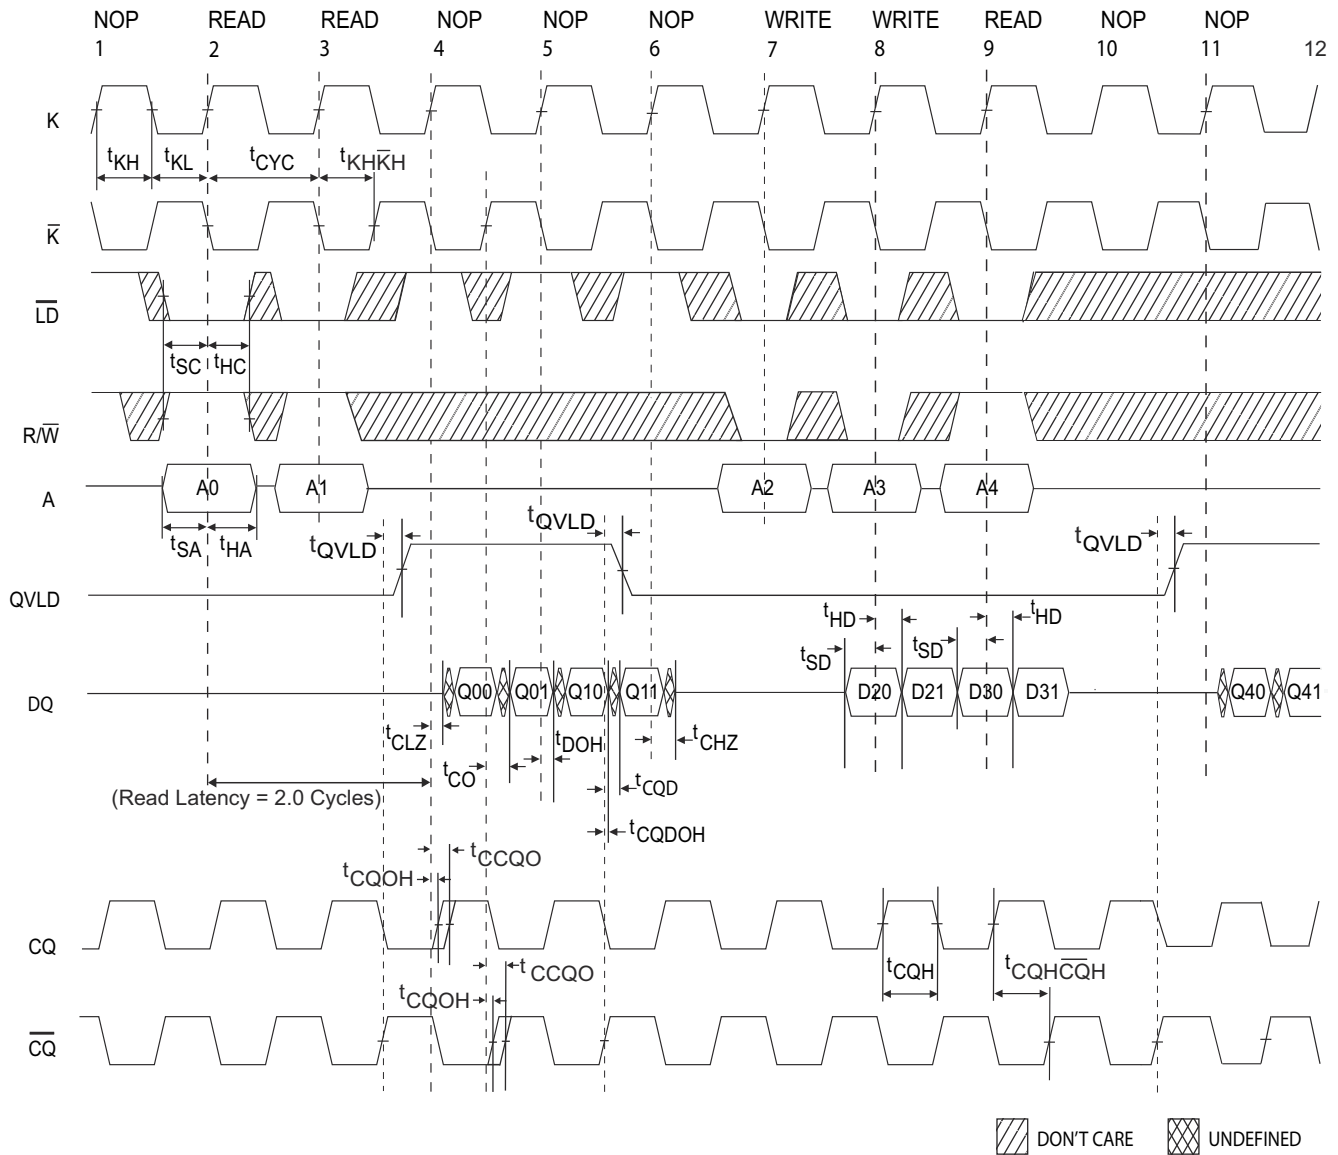 NOP READ READ NOP NOP NOP WRITE WRITE READ NOP NOP
1 2 3 4 5 6 7 8 9 10 11 12
K
tKH tKL tCYC tKHK̅H
K̅
L̅D̅
tSC tHC
R/W̅
A A0 A1 A2 A3 A4
tSA tHA tQVLD tQVLD tQVLD
QVLD
tHD tHD
tSD tSD
DQ Q00 Q01 Q10 Q11 D20 D21 D30 D31 Q40 Q41
tCLZ tDOH tCHZ
tCO tCQD
(Read Latency = 2.0 Cycles)
tCQDOH
tCCQO
tCQOH
CQ
tCQH tCQHC̅Q̅H
tCCQO
tCQOH
C̅Q̅
DON'T CARE UNDEFINED